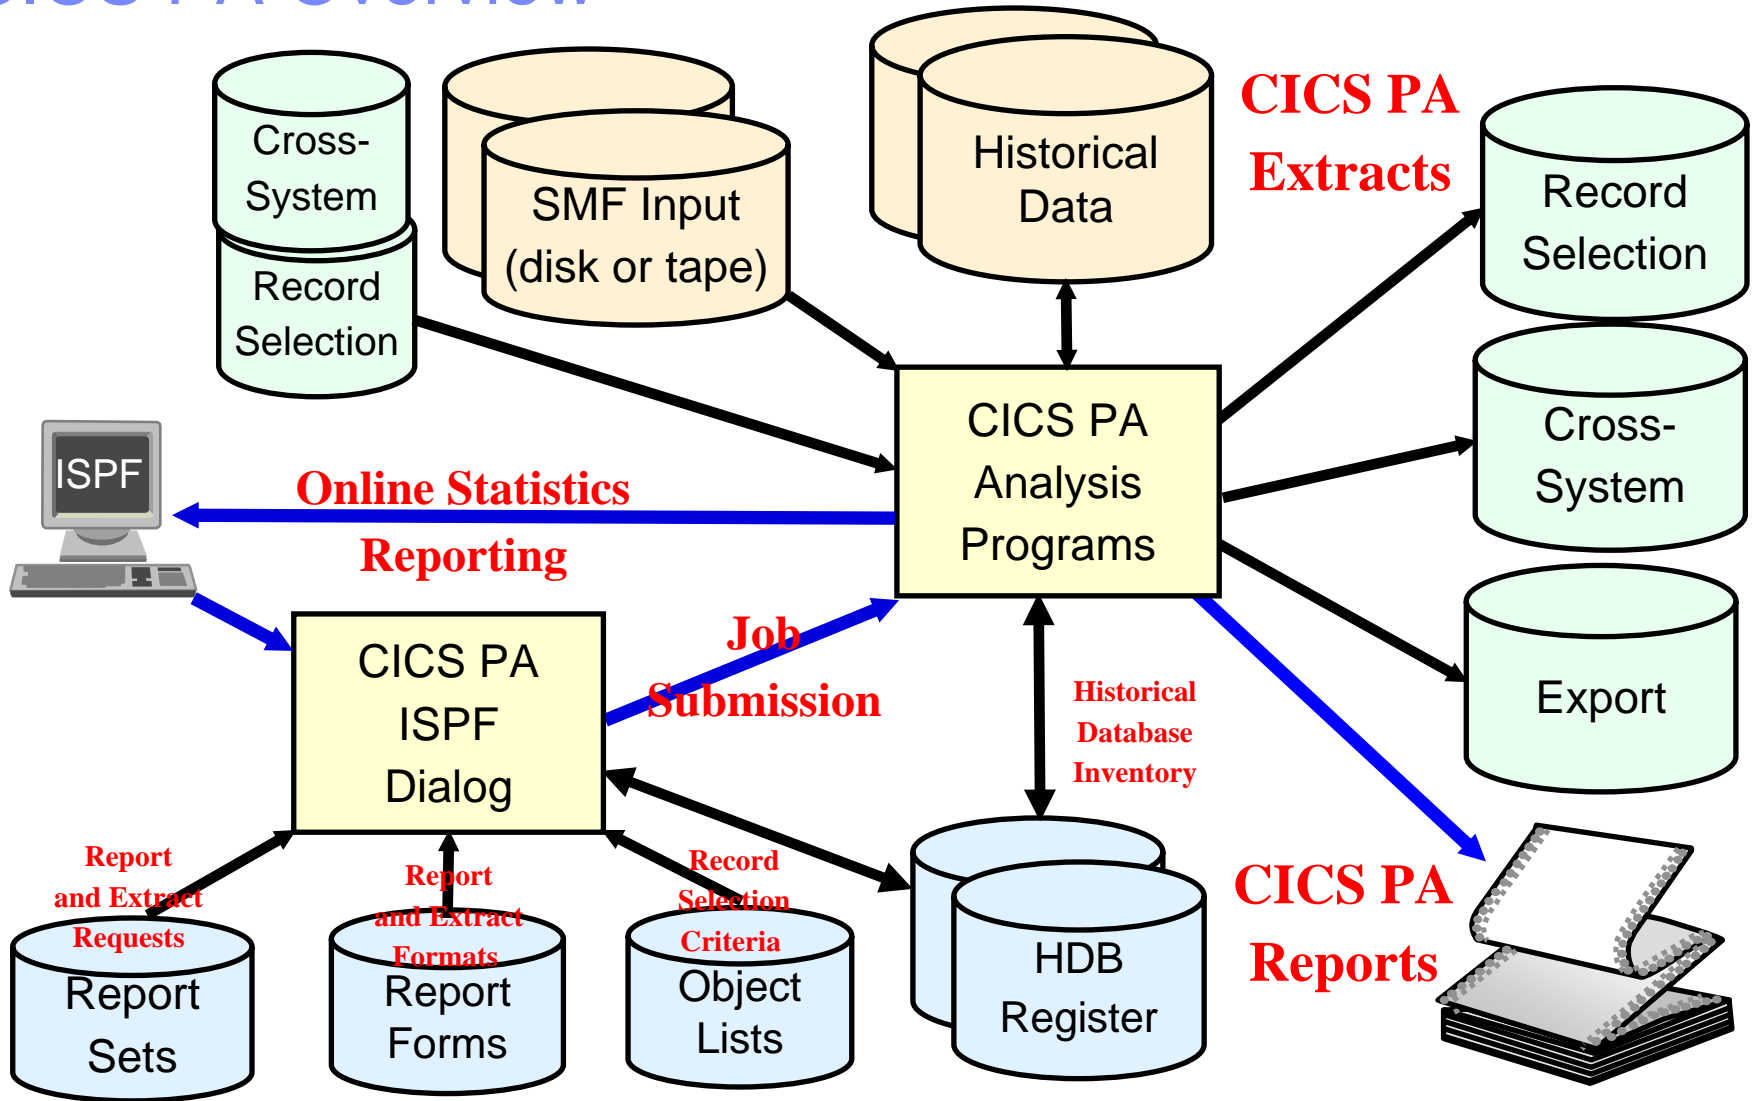 CICS PA Overview
Cross-
System
Record
Selection
SMF Input
(disk or tape)
Historical
Data
CICS PA
Extracts
Record
Selection
Cross-
System
Export
CICS PA
Analysis
Programs
ISPF
Online Statistics
Reporting
Job
Submission
CICS PA
ISPF
Dialog
Historical
Database
Inventory
Report
and Extract
Requests
Report
and Extract
Formats
Record
Selection
Criteria
Report
Sets
Report
Forms
Object
Lists
HDB
Register
CICS PA
Reports